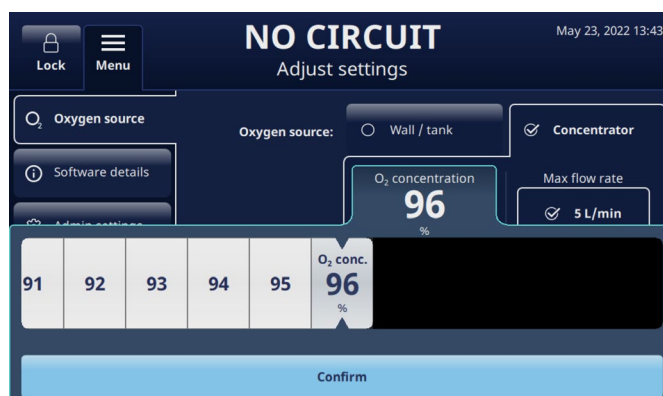 NO CIRCUIT
May 23, 2022 13:43
Lock
Menu
Adjust settings
O₂ Oxygen source
Oxygen source:
Wall / tank
Concentrator
Software details
O₂ concentration
96
%
Max flow rate
5 L/min
Admin settings
91
92
93
94
95
O₂ conc.
96
%
Confirm